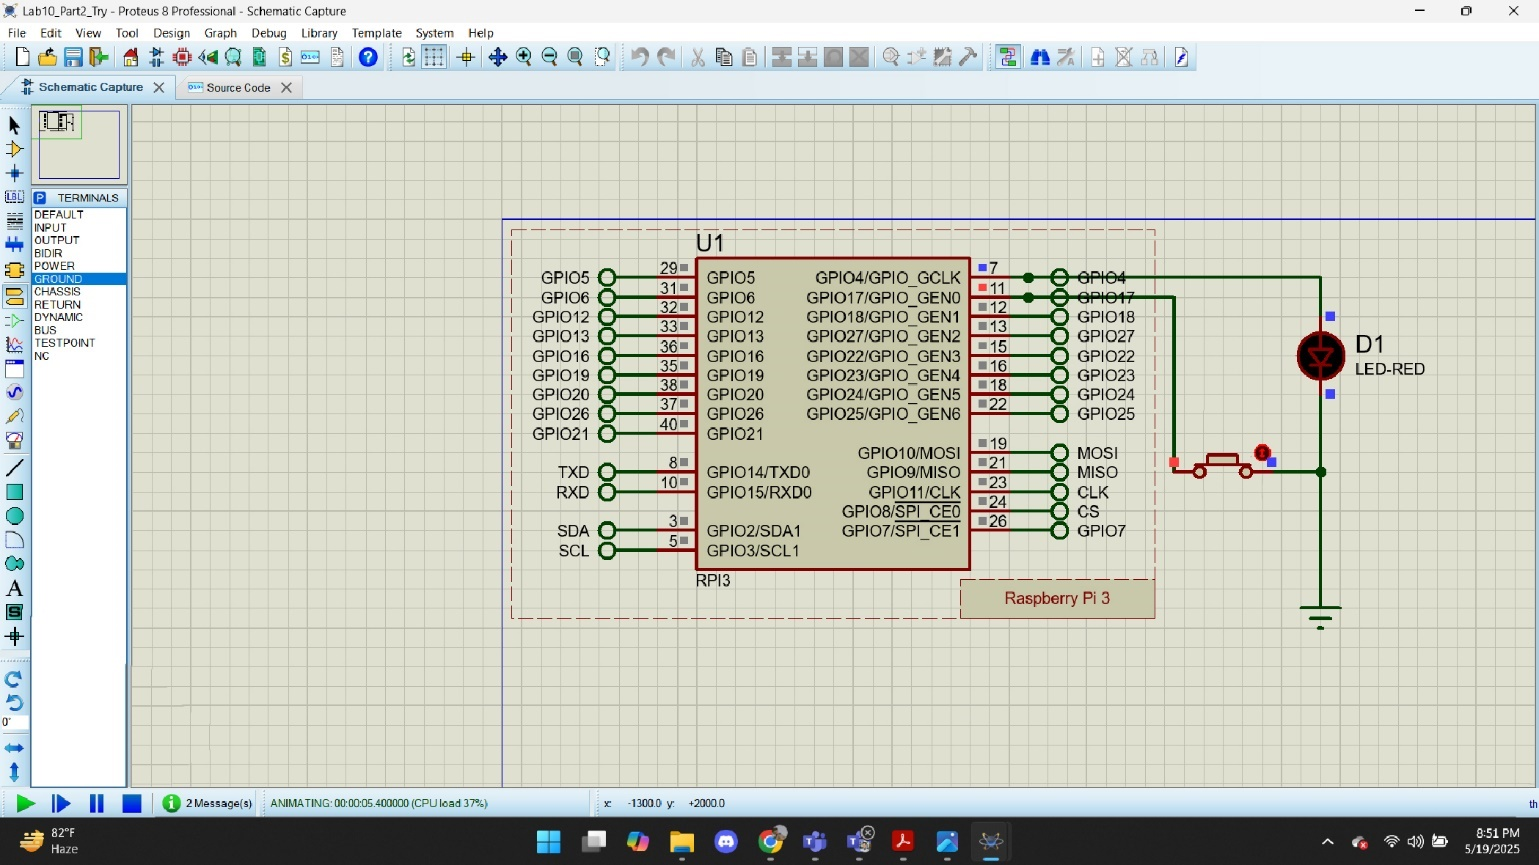 Lab10_Part2_Try - Proteus 8 Professional - Schematic Capture
File Edit View Tool Design Graph Debug Library Template System Help
Schematic Capture
Source Code
LBL
TERMINALS
DEFAULT
INPUT
OUTPUT
BIDIR
POWER
GROUND
CHASSIS
RETURN
DYNAMIC
BUS
TESTPOINT
NC
A
S
0°
U1
GPIO5 29 GPIO5 GPIO4/GPIO_GCLK 7 GPIO4
GPIO6 31 GPIO6 GPIO17/GPIO_GEN0 11 GPIO17
GPIO12 32 GPIO12 GPIO18/GPIO_GEN1 12 GPIO18
GPIO13 33 GPIO13 GPIO27/GPIO_GEN2 13 GPIO27
GPIO16 36 GPIO16 GPIO22/GPIO_GEN3 15 GPIO22
GPIO19 35 GPIO19 GPIO23/GPIO_GEN4 16 GPIO23
GPIO20 38 GPIO20 GPIO24/GPIO_GEN5 18 GPIO24
GPIO26 37 GPIO26 GPIO25/GPIO_GEN6 22 GPIO25
GPIO21 40 GPIO21
GPIO10/MOSI 19 MOSI
TXD 8 GPIO14/TXD0 GPIO9/MISO 21 MISO
RXD 10 GPIO15/RXD0 GPIO11/CLK 23 CLK
GPIO8/SPI_CE0 24 CS
SDA 3 GPIO2/SDA1 GPIO7/SPI_CE1 26 GPIO7
SCL 5 GPIO3/SCL1
RPI3
Raspberry Pi 3
D1
LED-RED
2 Message(s)
ANIMATING: 00:00:05.400000 (CPU load 37%)
x: -1300.0 y: +2000.0
th
82°F
Haze
8:51 PM
5/19/2025